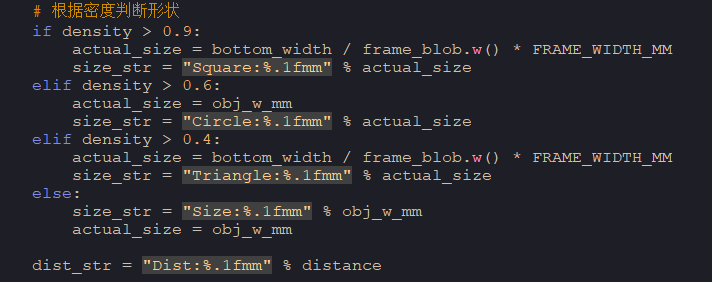 # 根据密度判断形状
if density > 0.9:
    actual_size = bottom_width / frame_blob.w() * FRAME_WIDTH_MM
    size_str = "Square:%.1fmm" % actual_size
elif density > 0.6:
    actual_size = obj_w_mm
    size_str = "Circle:%.1fmm" % actual_size
elif density > 0.4:
    actual_size = bottom_width / frame_blob.w() * FRAME_WIDTH_MM
    size_str = "Triangle:%.1fmm" % actual_size
else:
    size_str = "Size:%.1fmm" % obj_w_mm
    actual_size = obj_w_mm

dist_str = "Dist:%.1fmm" % distance